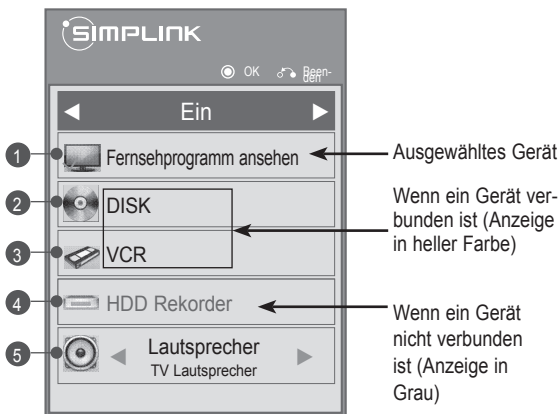 SIMPLINK
OK Beenden
Ein
1 Fernsehprogramm ansehen
Ausgewähltes Gerät
2 DISK
3 VCR
Wenn ein Gerät ver-
bunden ist (Anzeige
in heller Farbe)
4 HDD Rekorder
Wenn ein Gerät
nicht verbunden
ist (Anzeige in
Grau)
5 Lautsprecher
TV Lautsprecher